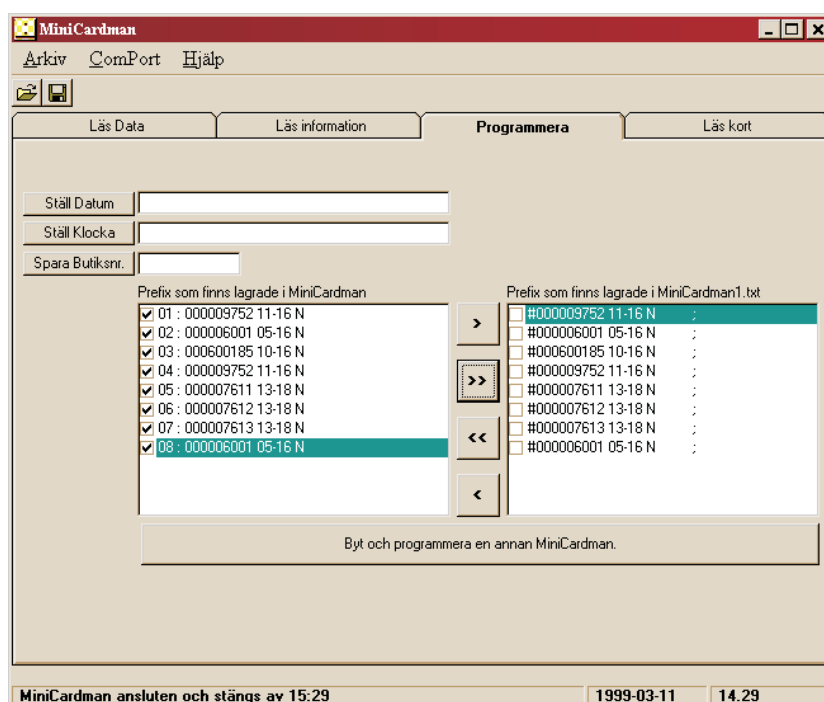 MiniCardman
Arkiv ComPort Hjälp
Läs Data Läs information Programmera Läs kort
Ställ Datum
Ställ Klocka
Spara Butiksnr.
Prefix som finns lagrade i MiniCardman
01 : 000009752 11-16 N
02 : 000006001 05-16 N
03 : 000600185 10-16 N
04 : 000009752 11-16 N
05 : 000007611 13-18 N
06 : 000007612 13-18 N
07 : 000007613 13-18 N
08 : 000006001 05-16 N
>
>>
<<
<
Prefix som finns lagrade i MiniCardman1.txt
#000009752 11-16 N ;
#000006001 05-16 N ;
#000600185 10-16 N ;
#000009752 11-16 N ;
#000007611 13-18 N ;
#000007612 13-18 N ;
#000007613 13-18 N ;
#000006001 05-16 N ;
Byt och programmera en annan MiniCardman.
MiniCardman ansluten och stängs av 15:29 1999-03-11 14.29